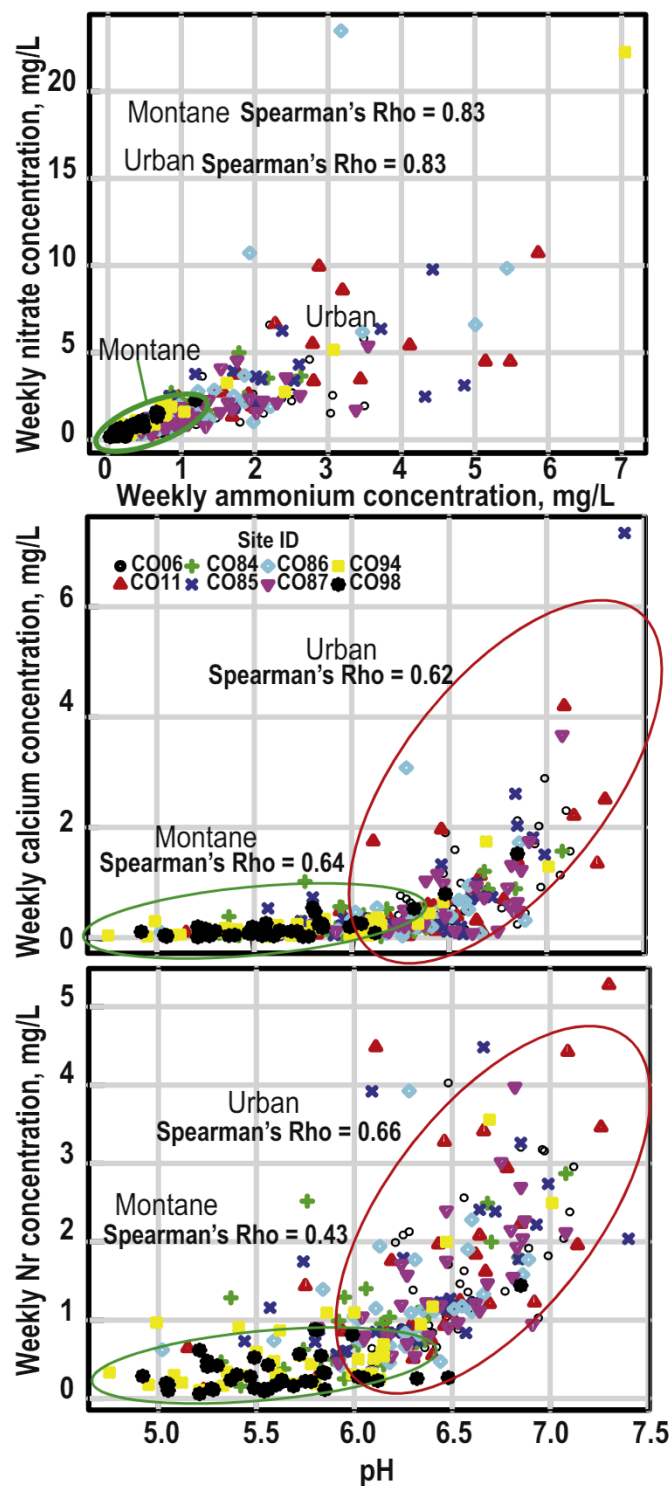 Weekly nitrate concentration, mg/L
20
15
10
5
0
Montane Spearman's Rho = 0.83
Urban Spearman's Rho = 0.83
Urban
Montane
0 1 2 3 4 5 6 7
Weekly ammonium concentration, mg/L
Weekly calcium concentration, mg/L
6
4
2
0
Site ID
CO06 CO84 CO86 CO94
CO11 CO85 CO87 CO98
Urban
Spearman's Rho = 0.62
Montane
Spearman's Rho = 0.64
Weekly Nr concentration, mg/L
5
4
3
2
1
0
Urban
Spearman's Rho = 0.66
Montane
Spearman's Rho = 0.43
5.0 5.5 6.0 6.5 7.0 7.5
pH